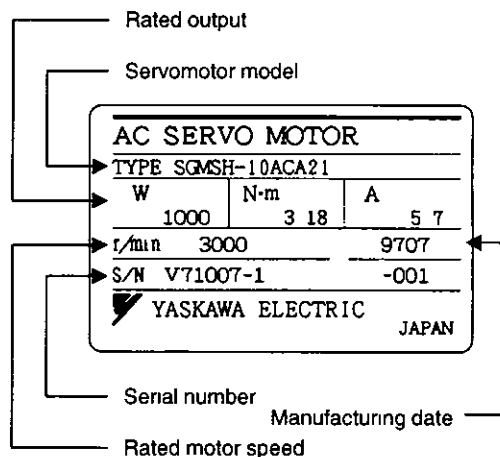 Rated output
Servomotor model
AC SERVO MOTOR
TYPE SGMSH-10ACA21
W N·m A
1000 3 18 5 7
r/min 3000 9707
S/N V71007-1 -001
YASKAWA ELECTRIC
JAPAN
Serial number
Manufacturing date
Rated motor speed